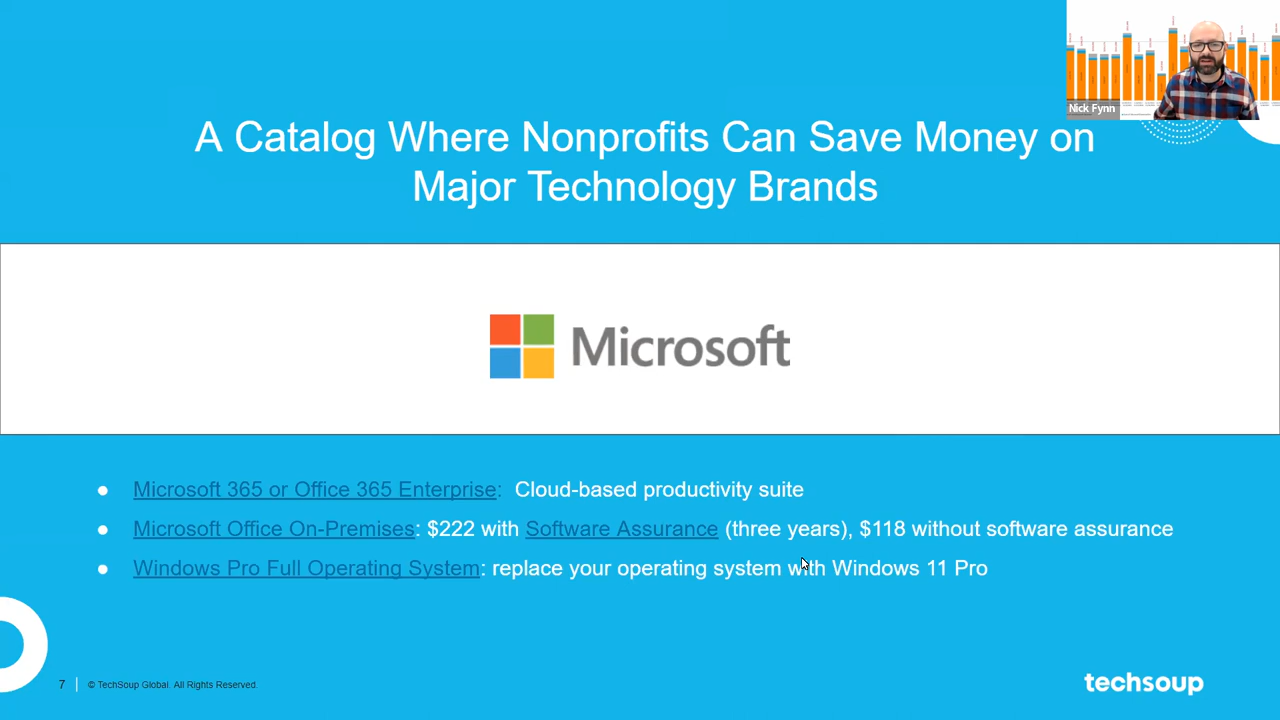 Nick Fynn
A Catalog Where Nonprofits Can Save Money on
Major Technology Brands
Microsoft
● Microsoft 365 or Office 365 Enterprise: Cloud-based productivity suite
● Microsoft Office On-Premises: $222 with Software Assurance (three years), $118 without software assurance
● Windows Pro Full Operating System: replace your operating system with Windows 11 Pro
7 | © TechSoup Global. All Rights Reserved.
techsoup